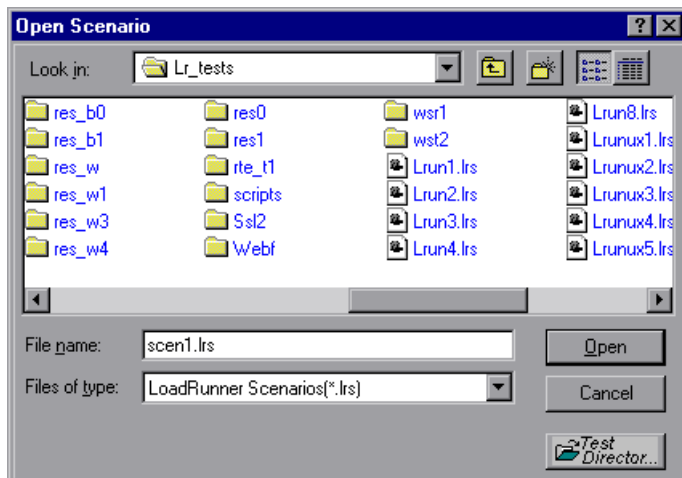 Open Scenario
Look in: Lr_tests
res_b0 res0 wsr1 Lrun8.lrs
res_b1 res1 wst2 Lrunux1.lrs
res_w rte_t1 Lrun1.lrs Lrunux2.lrs
res_w1 scripts Lrun2.lrs Lrunux3.lrs
res_w3 Ssl2 Lrun3.lrs Lrunux4.lrs
res_w4 Webf Lrun4.lrs Lrunux5.lrs
File name: scen1.lrs Open
Files of type: LoadRunner Scenarios(*.lrs) Cancel
Test
Director...